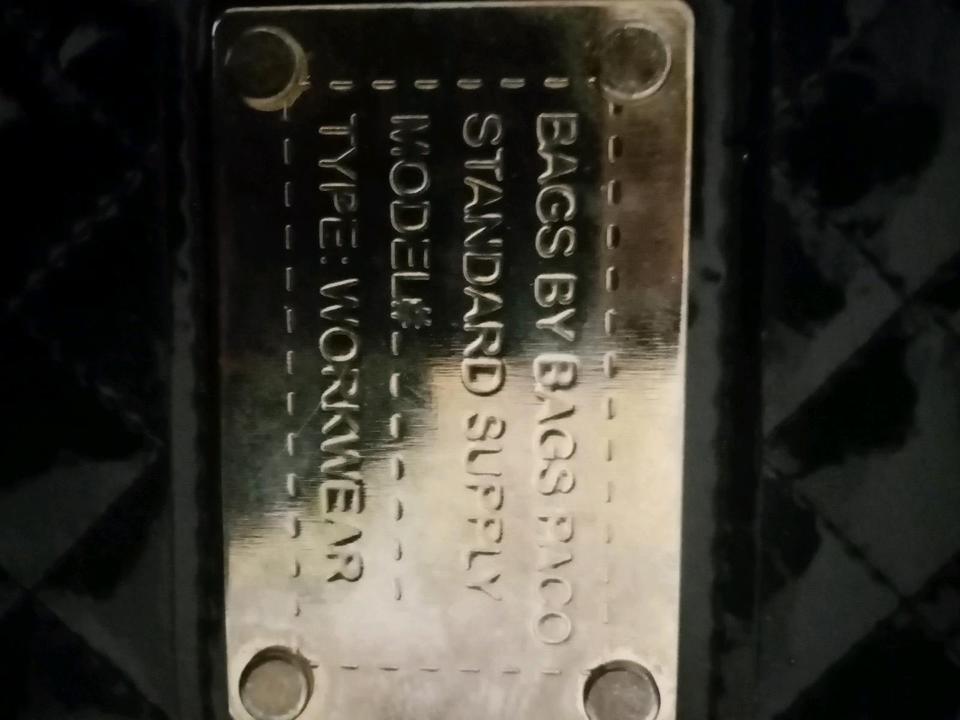 BAGS BY BAGS PACO
STANDARD SUPPLY
MODEL#_ _ _ _ _ _ _
TYPE: WORKWEAR